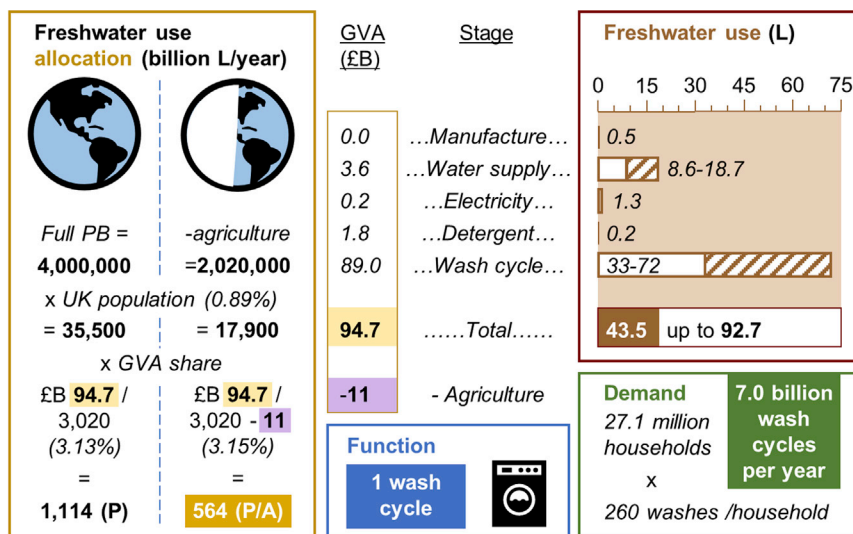 Freshwater use
allocation (billion L/year)
Full PB =
4,000,000
-agriculture
=2,020,000
x UK population (0.89%)
= 35,500
= 17,900
x GVA share
£B 94.7 /
3,020
(3.13%)
=
1,114 (P)
£B 94.7 /
3,020 - 11
(3.15%)
=
564 (P/A)
GVA
(£B)
Stage
0.0 …Manufacture…
3.6 …Water supply…
0.2 …Electricity…
1.8 …Detergent…
89.0 …Wash cycle…
94.7 ……Total……
-11 - Agriculture
Function
1 wash
cycle
Freshwater use (L)
0 15 45 60 75
0.5
8.6-18.7
1.3
0.2
33-72
43.5 up to 92.7
Demand
27.1 million
households
x
260 washes /household
7.0 billion
wash
cycles
per year